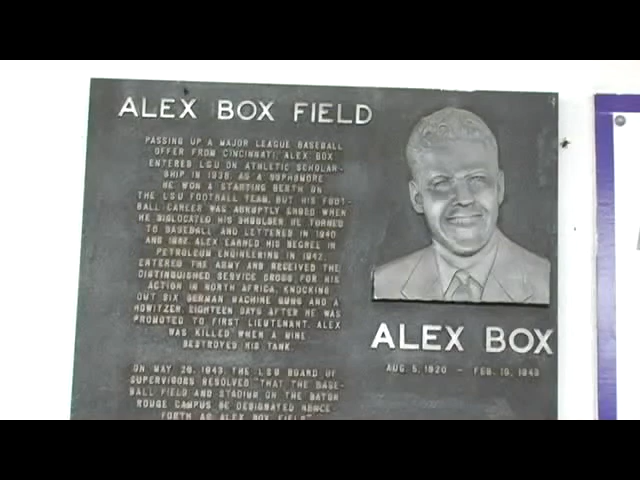 ALEX BOX FIELD
PASSING UP A MAJOR LEAGUE BASEBALL
OFFER FROM CINCINNATI, ALEX BOX
ENTERED LSU ON ATHLETIC SCHOLAR-
SHIP IN 1938. AS A SOPHOMORE
HE WON A STARTING BERTH ON
THE LSU FOOTBALL TEAM, BUT HIS FOOT-
BALL CAREER WAS ABRUPTLY ENDED WHEN
HE DISLOCATED HIS SHOULDER. HE TURNED
TO BASEBALL AND LETTERED IN 1940
AND 1942. ALEX EARNED HIS DEGREE IN
PETROLEUM ENGINEERING IN 1942,
ENTERED THE ARMY AND RECEIVED THE
DISTINGUISHED SERVICE CROSS FOR HIS
ACTION IN NORTH AFRICA, KNOCKING
OUT SIX GERMAN MACHINE GUNS AND A
HOWITZER. EIGHTEEN DAYS AFTER HE WAS
PROMOTED TO FIRST LIEUTENANT, ALEX
WAS KILLED WHEN A MINE
DESTROYED HIS TANK.
ON MAY 26, 1943, THE LSU BOARD OF
SUPERVISORS RESOLVED "THAT THE BASE-
BALL FIELD AND STADIUM ON THE BATON
ROUGE CAMPUS BE DESIGNATED HENCE-
FORTH AS ALEX BOX FIELD"
ALEX BOX
AUG. 5, 1920 - FEB. 19, 1943